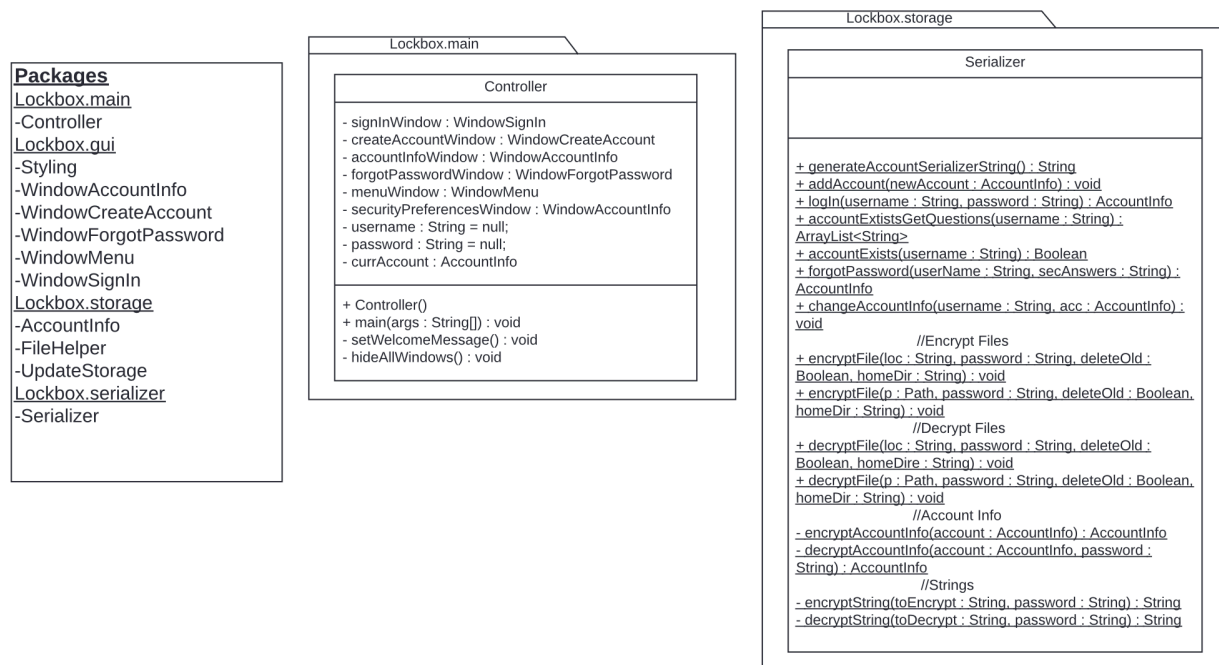 Packages
Lockbox.main
-Controller
Lockbox.gui
-Styling
-WindowAccountInfo
-WindowCreateAccount
-WindowForgotPassword
-WindowMenu
-WindowSignIn
Lockbox.storage
-AccountInfo
-FileHelper
-UpdateStorage
Lockbox.serializer
-Serializer
Lockbox.main
Controller
- signInWindow : WindowSignIn
- createAccountWindow : WindowCreateAccount
- accountInfoWindow : WindowAccountInfo
- forgotPasswordWindow : WindowForgotPassword
- menuWindow : WindowMenu
- securityPreferencesWindow : WindowAccountInfo
- username : String = null;
- password : String = null;
- currAccount : AccountInfo
+ Controller()
+ main(args : String[]) : void
- setWelcomeMessage() : void
- hideAllWindows() : void
Lockbox.storage
Serializer
+ generateAccountSerializerString() : String
+ addAccount(newAccount : AccountInfo) : void
+ logIn(username : String, password : String) : AccountInfo
+ accountExtistsGetQuestions(username : String) :
ArrayList<String>
+ accountExists(username : String) : Boolean
+ forgotPassword(userName : String, secAnswers : String) :
AccountInfo
+ changeAccountInfo(username : String, acc : AccountInfo) :
void
//Encrypt Files
+ encryptFile(loc : String, password : String, deleteOld :
Boolean, homeDir : String) : void
+ encryptFile(p : Path, password : String, deleteOld : Boolean,
homeDir : String) : void
//Decrypt Files
+ decryptFile(loc : String, password : String, deleteOld :
Boolean, homeDire : String) : void
+ decryptFile(p : Path, password : String, deleteOld : Boolean,
homeDir : String) : void
//Account Info
- encryptAccountInfo(account : AccountInfo) : AccountInfo
- decryptAccountInfo(account : AccountInfo, password :
String) : AccountInfo
//Strings
- encryptString(toEncrypt : String, password : String) : String
- decryptString(toDecrypt : String, password : String) : String